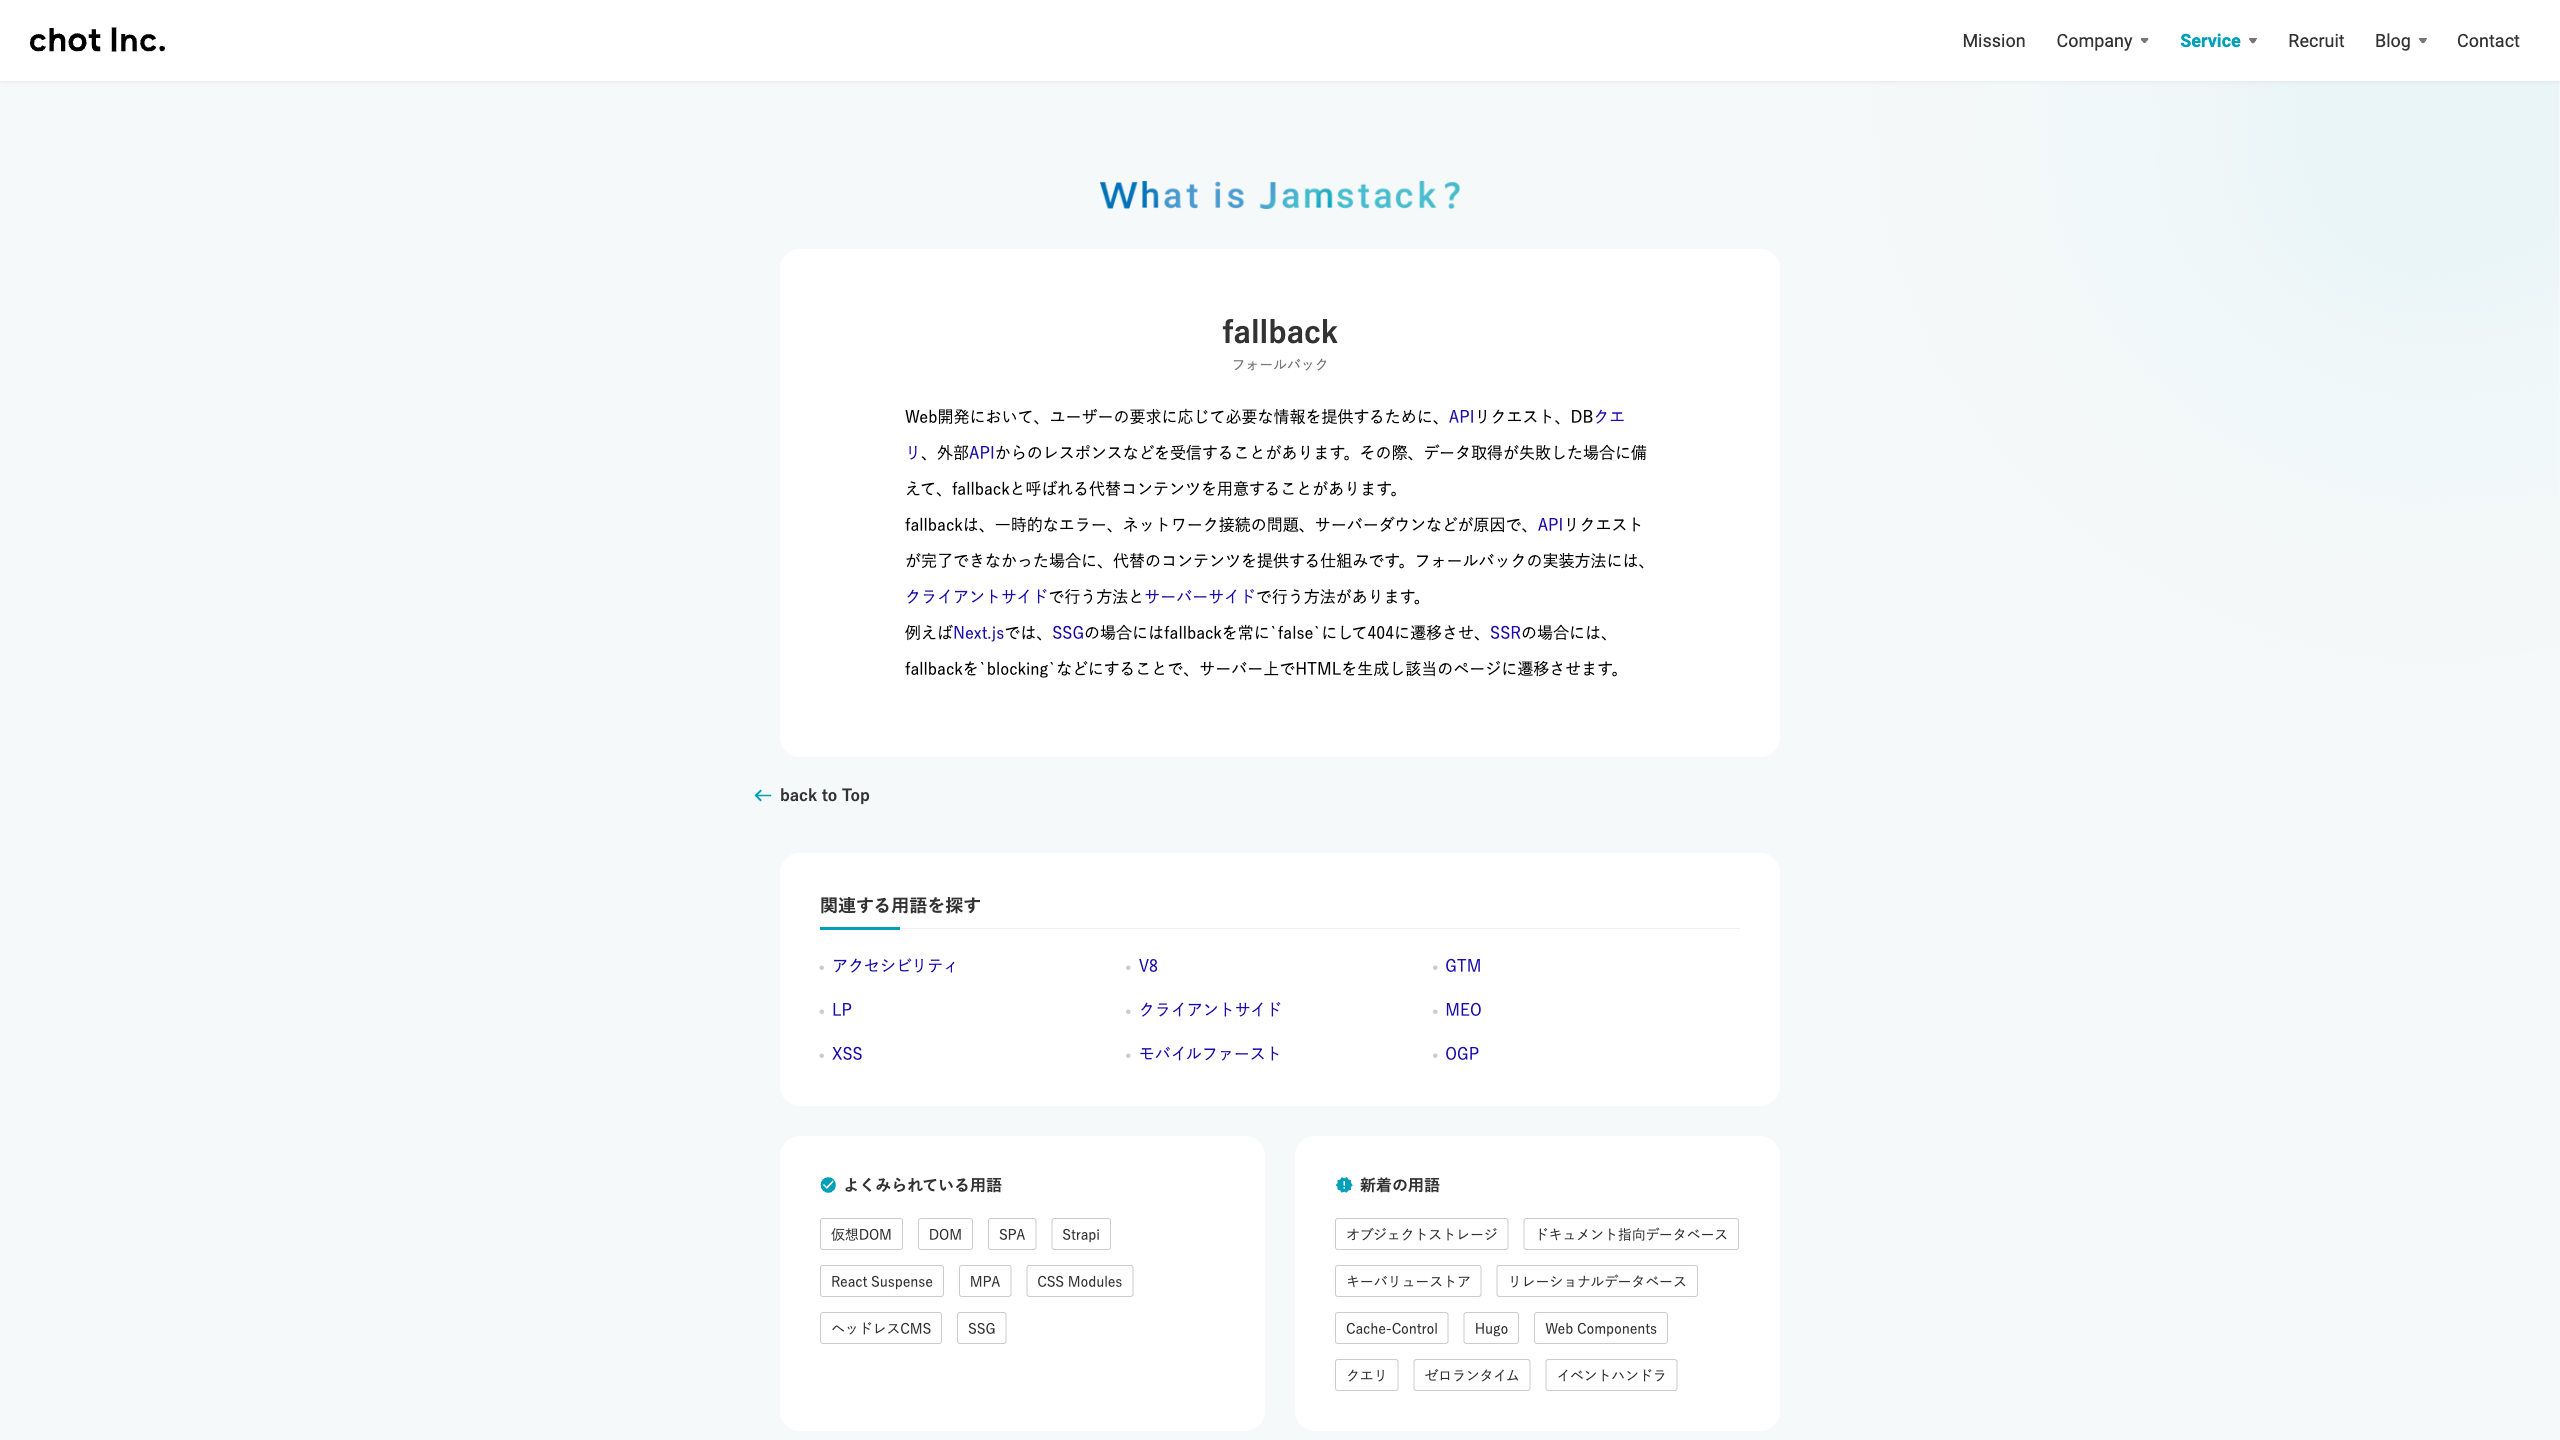 chot Inc.
Mission Company Service Recruit Blog Contact
What is Jamstack?
fallback
フォールバック
Web開発において、ユーザーの要求に応じて必要な情報を提供するために、APIリクエスト、DBクエ
リ、外部APIからのレスポンスなどを受信することがあります。その際、データ取得が失敗した場合に備
えて、fallbackと呼ばれる代替コンテンツを用意することがあります。
fallbackは、一時的なエラー、ネットワーク接続の問題、サーバーダウンなどが原因で、APIリクエスト
が完了できなかった場合に、代替のコンテンツを提供する仕組みです。フォールバックの実装方法には、
クライアントサイドで行う方法とサーバーサイドで行う方法があります。
例えばNext.jsでは、SSGの場合にはfallbackを常に`false`にして404に遷移させ、SSRの場合には、
fallbackを`blocking`などにすることで、サーバー上でHTMLを生成し該当のページに遷移させます。
back to Top
関連する用語を探す
アクセシビリティ V8 GTM
LP クライアントサイド MEO
XSS モバイルファースト OGP
よくみられている用語
仮想DOM DOM SPA Strapi
React Suspense MPA CSS Modules
ヘッドレスCMS SSG
新着の用語
オブジェクトストレージ ドキュメント指向データベース
キーバリューストア リレーショナルデータベース
Cache-Control Hugo Web Components
クエリ ゼロランタイム イベントハンドラ